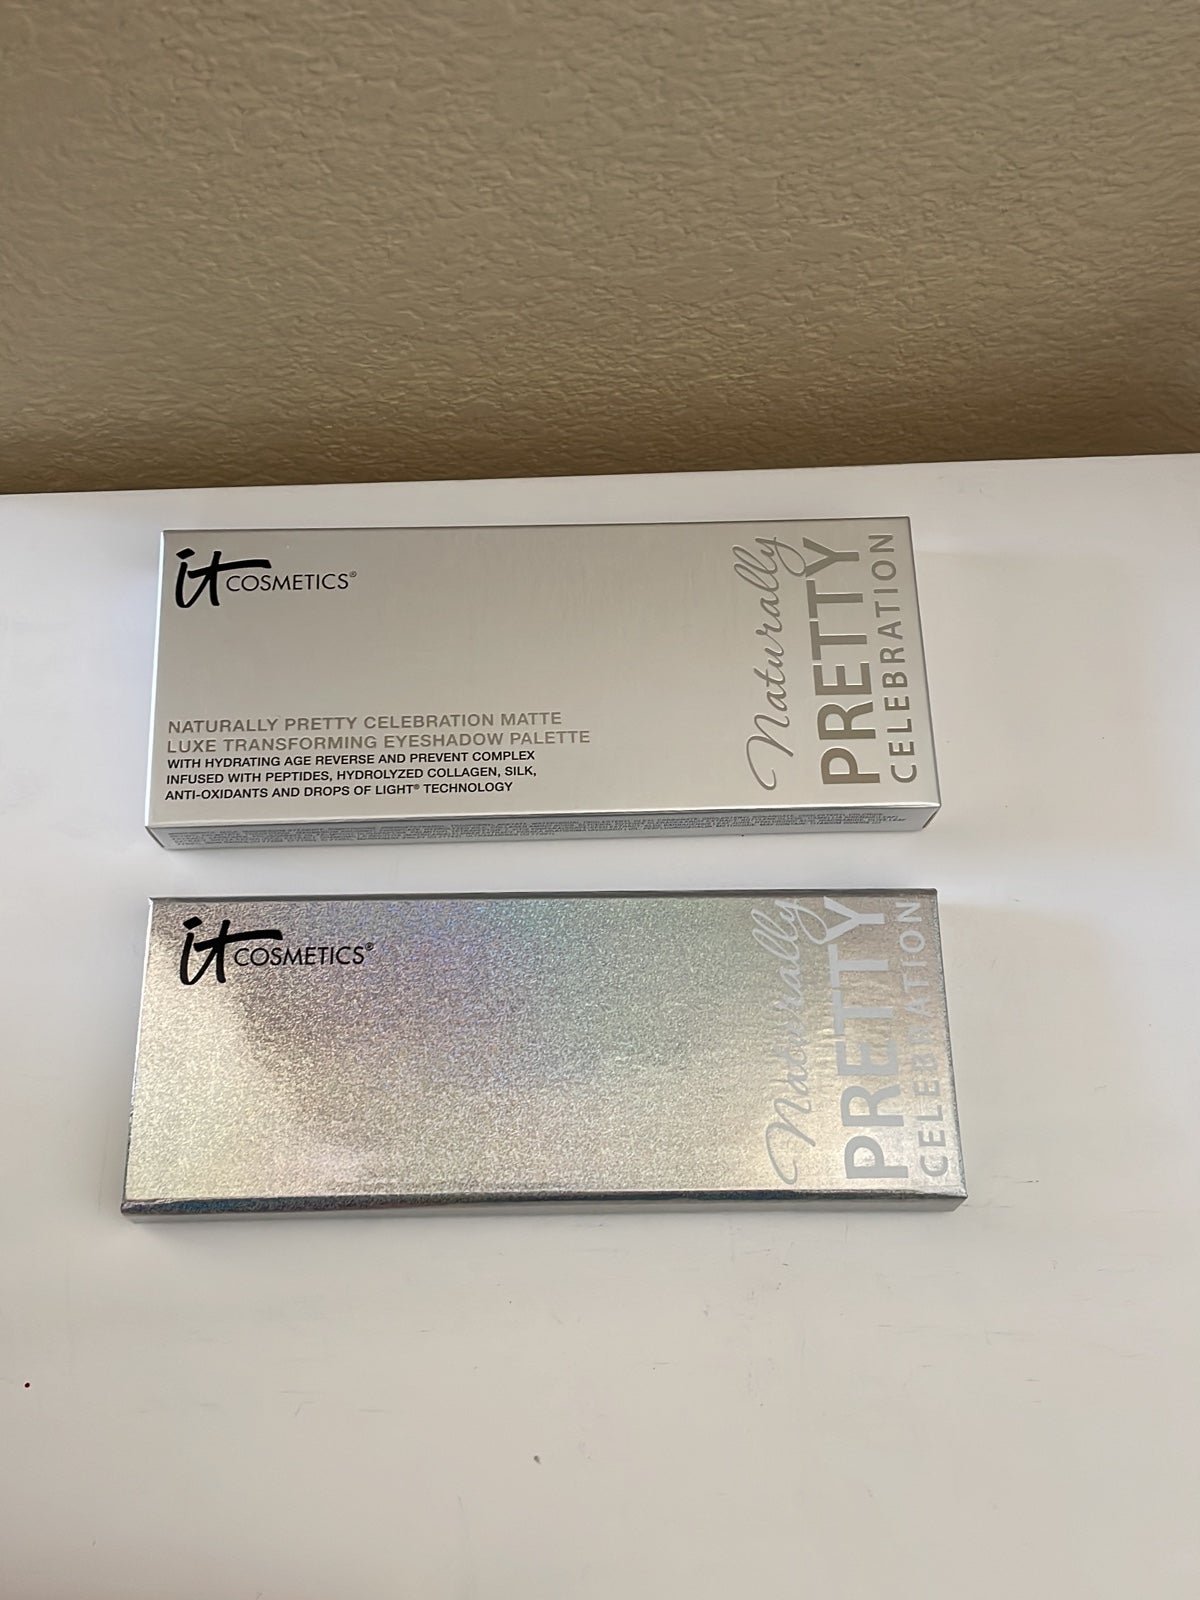 it COSMETICS®
NATURALLY PRETTY CELEBRATION MATTE
LUXE TRANSFORMING EYESHADOW PALETTE
WITH HYDRATING AGE REVERSE AND PREVENT COMPLEX
INFUSED WITH PEPTIDES, HYDROLYZED COLLAGEN, SILK,
ANTI-OXIDANTS AND DROPS OF LIGHT® TECHNOLOGY
Naturally
PRETTY
CELEBRATION
it COSMETICS®
Naturally
PRETTY
CELEBRATION